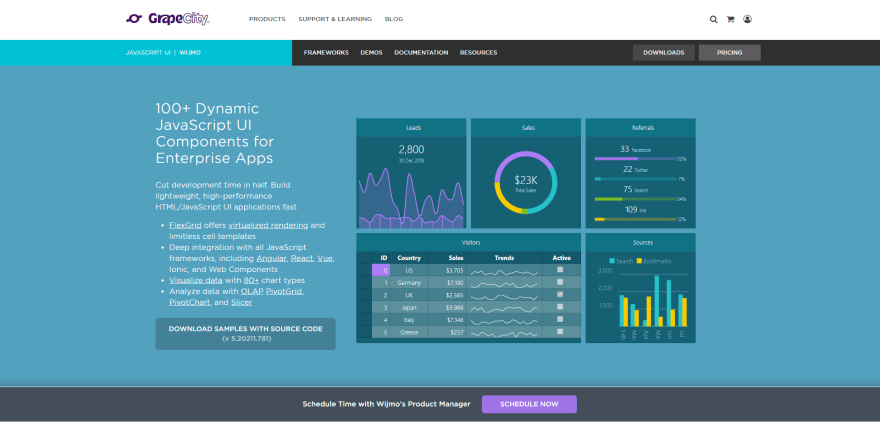 GrapeCity
PRODUCTS SUPPORT & LEARNING BLOG
JAVASCRIPT UI | WIJMO FRAMEWORKS DEMOS DOCUMENTATION RESOURCES DOWNLOADS PRICING
100+ Dynamic
JavaScript UI
Components for
Enterprise Apps
Cut development time in half. Build
lightweight, high-performance
HTML/JavaScript UI applications fast
• FlexGrid offers virtualized rendering and
limitless cell templates
• Deep integration with all JavaScript
frameworks, including Angular, React, Vue,
Ionic, and Web Components
• Visualize data with 80+ chart types
• Analyze data with OLAP PivotGrid,
PivotChart, and Slicer
DOWNLOAD SAMPLES WITH SOURCE CODE
(v 5.20211.781)
Leads
2,800
30 Dec 2016
Sales
$23K
Total Sales
Referrals
33 Facebook
52%
22 Twitter
7%
75 Search
54%
109 link
12%
Visitors
ID Country Sales Trends Active
0 US $3,705
1 Germany $7,190
2 UK $2,565
3 Japan $9,968
4 Italy $7,146
5 Greece $257
Sources
Search Bookmarks
3,000
2,000
1,000
Schedule Time with Wijmo's Product Manager SCHEDULE NOW